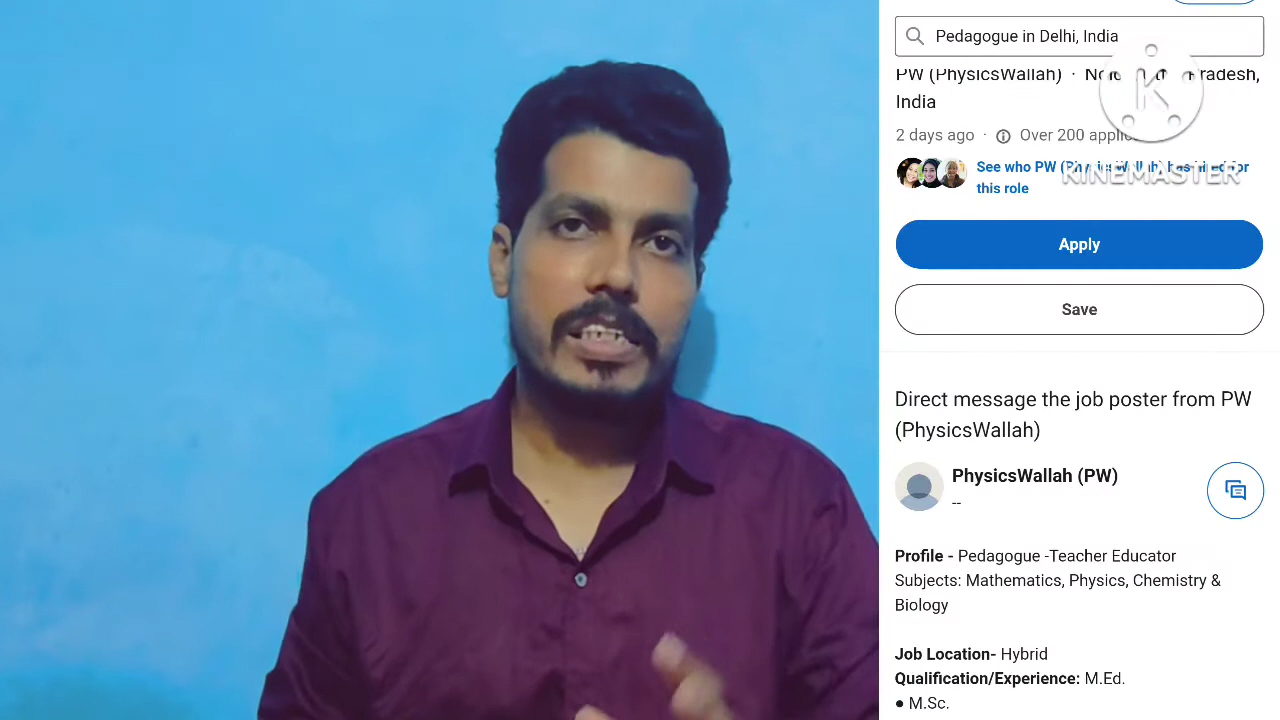 Pedagogue in Delhi, India
PW (PhysicsWallah) · Pradesh,
India
2 days ago · Over 200
See who PW for
this role
KINEMASTER
Apply
Save
Direct message the job poster from PW
(PhysicsWallah)
PhysicsWallah (PW)
--
Profile - Pedagogue -Teacher Educator
Subjects: Mathematics, Physics, Chemistry &
Biology
Job Location- Hybrid
Qualification/Experience: M.Ed.
● M.Sc.